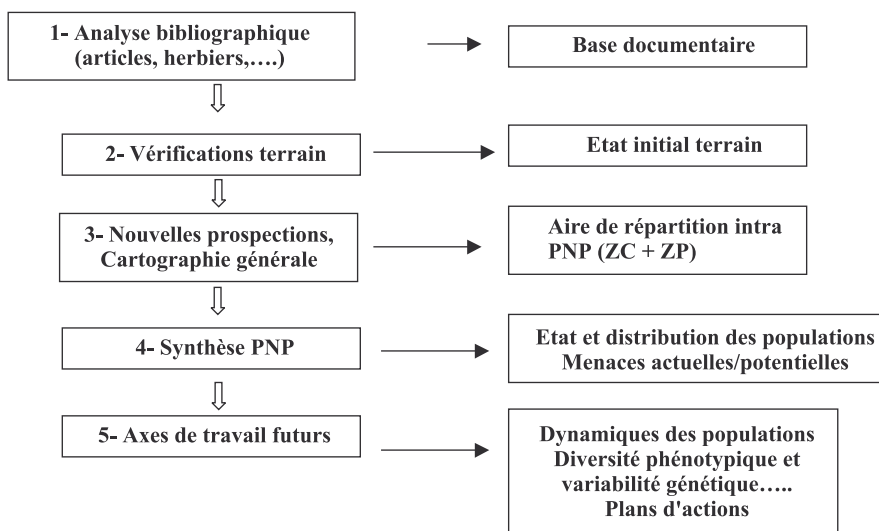 1- Analyse bibliographique
(articles, herbiers,....)
Base documentaire
2- Vérifications terrain
Etat initial terrain
3- Nouvelles prospections,
Cartographie générale
Aire de répartition intra
PNP (ZC + ZP)
4- Synthèse PNP
Etat et distribution des populations
Menaces actuelles/potentielles
5- Axes de travail futurs
Dynamiques des populations
Diversité phénotypique et
variabilité génétique.....
Plans d'actions